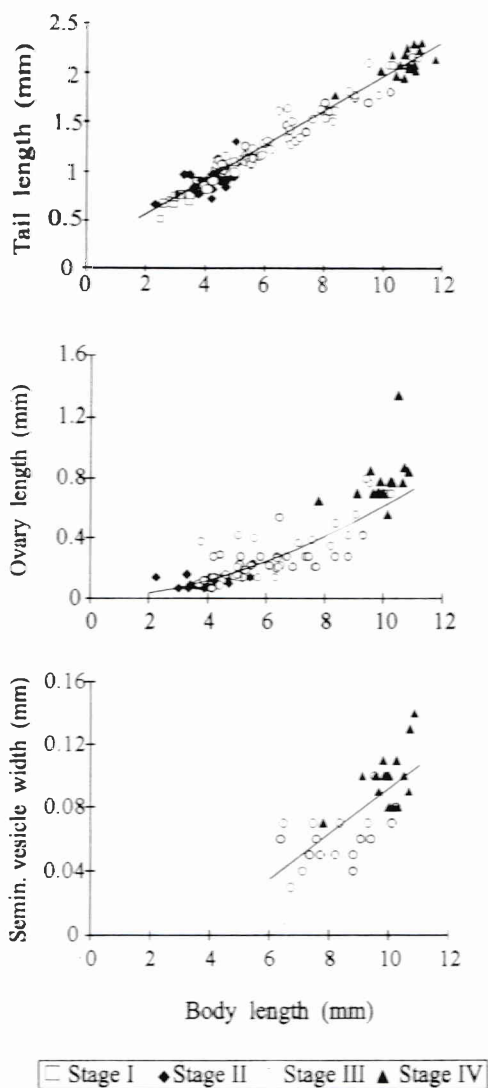 2.5
2
1.5
1
0.5
0
Tail length (mm)
0 2 4 6 8 10 12
1.6
1.2
0.8
0.4
0
Ovary length (mm)
0 2 4 6 8 10 12
0.16
0.12
0.08
0.04
0
Semin. vesicle width (mm)
0 2 4 6 8 10 12
Body length (mm)
Stage I Stage II Stage III Stage IV